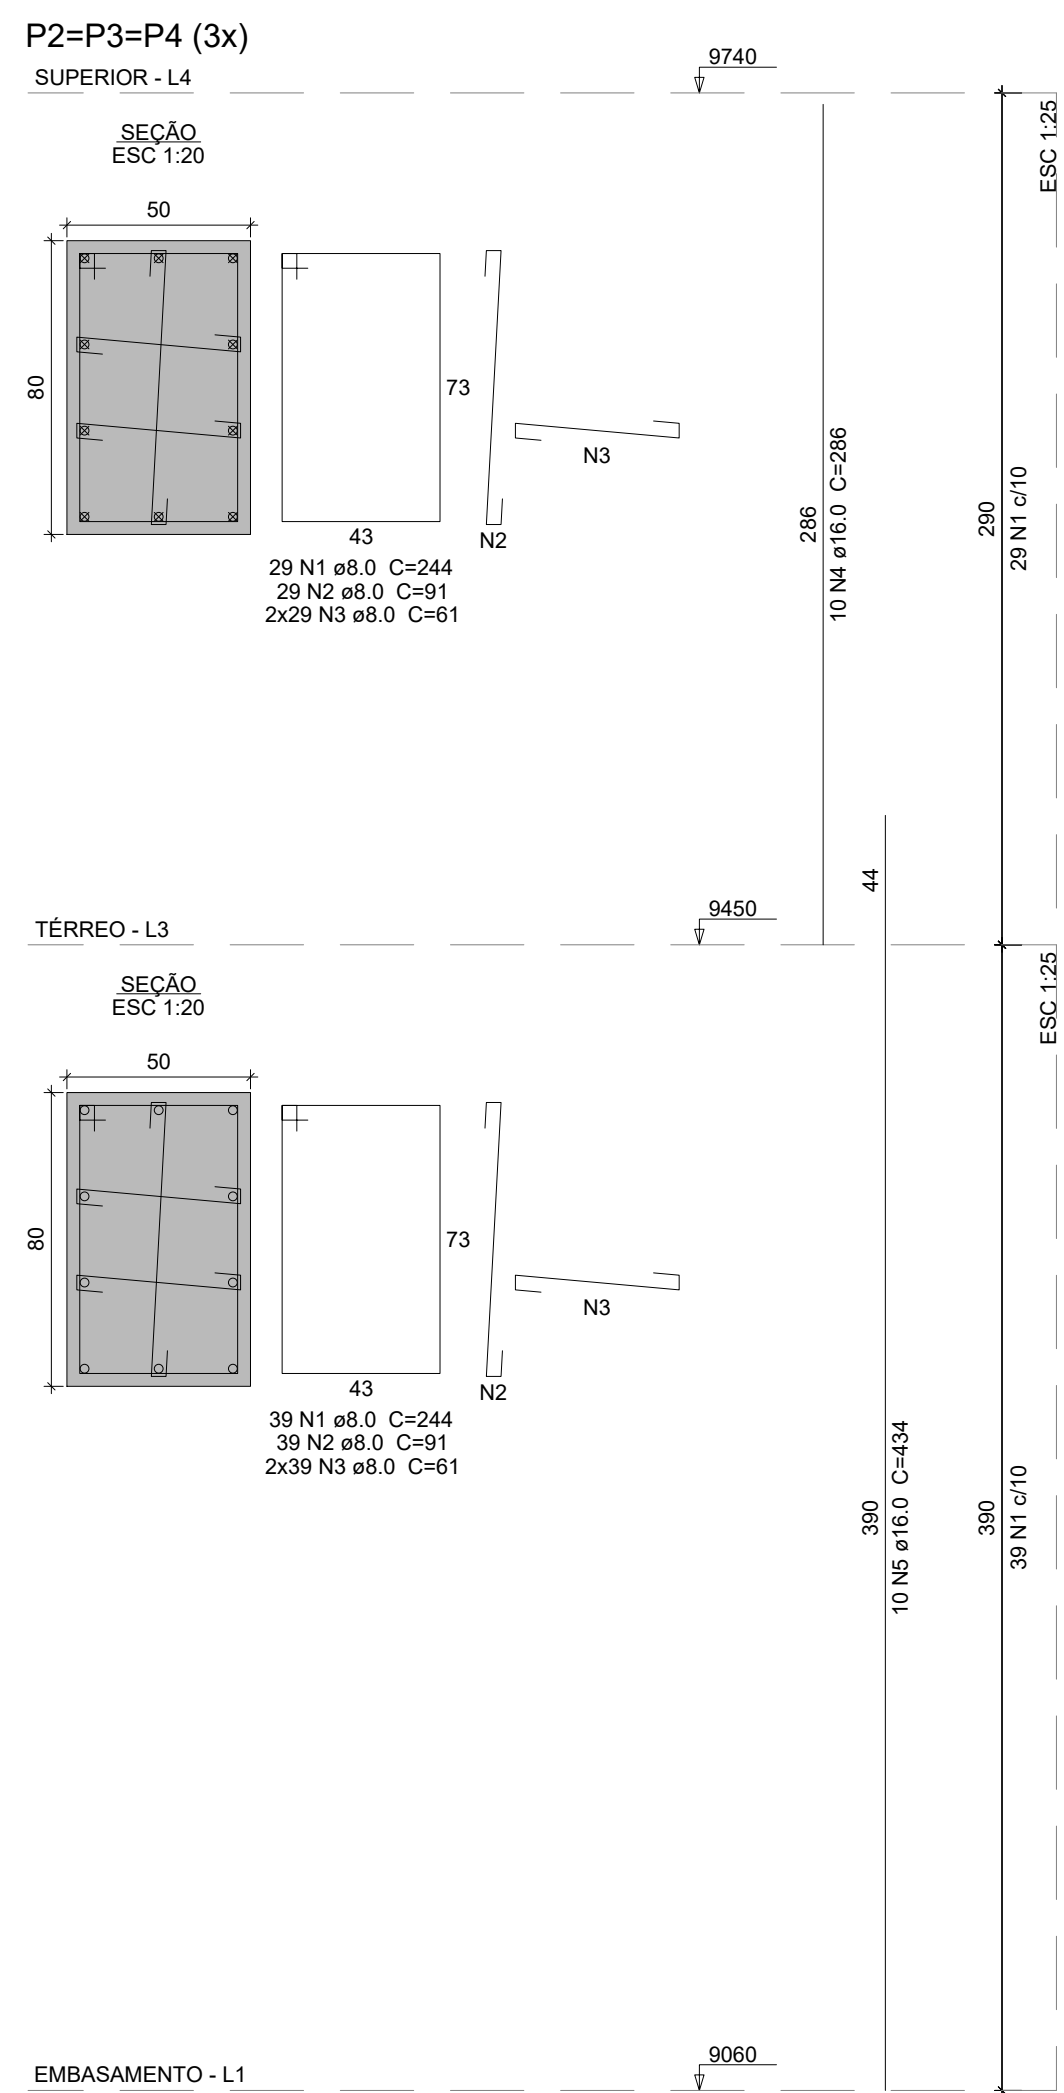 P2=P3=P4 (3x)
SUPERIOR - L4
9740
ESC 1:25
SEÇÃO
ESC 1:20
50
80
73
43
N2
N3
29 N1 ø8.0 C=244
29 N2 ø8.0 C=91
2x29 N3 ø8.0 C=61
286
10 N4 ø16.0 C=286
290
29 N1 c/10
44
TÉRREO - L3
9450
ESC 1:25
SEÇÃO
ESC 1:20
50
80
73
43
N2
N3
39 N1 ø8.0 C=244
39 N2 ø8.0 C=91
2x39 N3 ø8.0 C=61
390
10 N5 ø16.0 C=434
390
39 N1 c/10
EMBASAMENTO - L1
9060